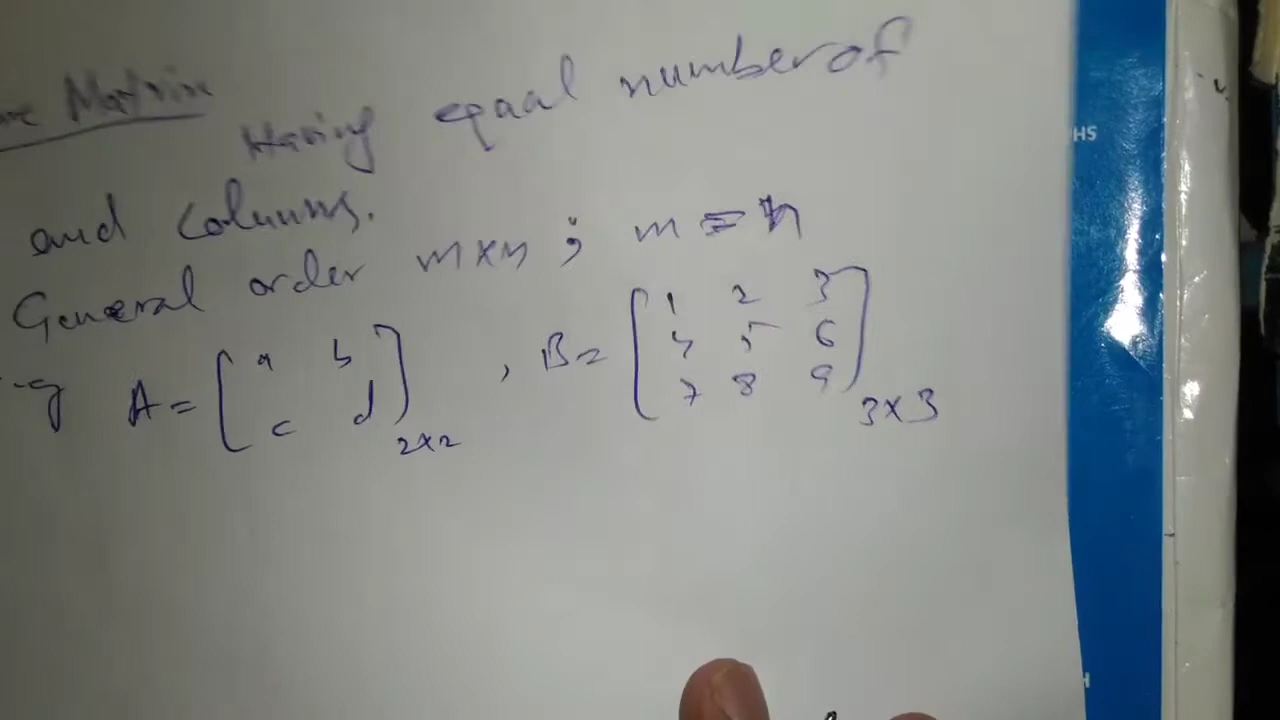 Matrix
Having equal number of
and columns.
General order m×n ; m = n
A = [ a b
c d ] 2×2 , B = [ 1 2 3
4 5 6
7 8 9 ] 3×3
HS